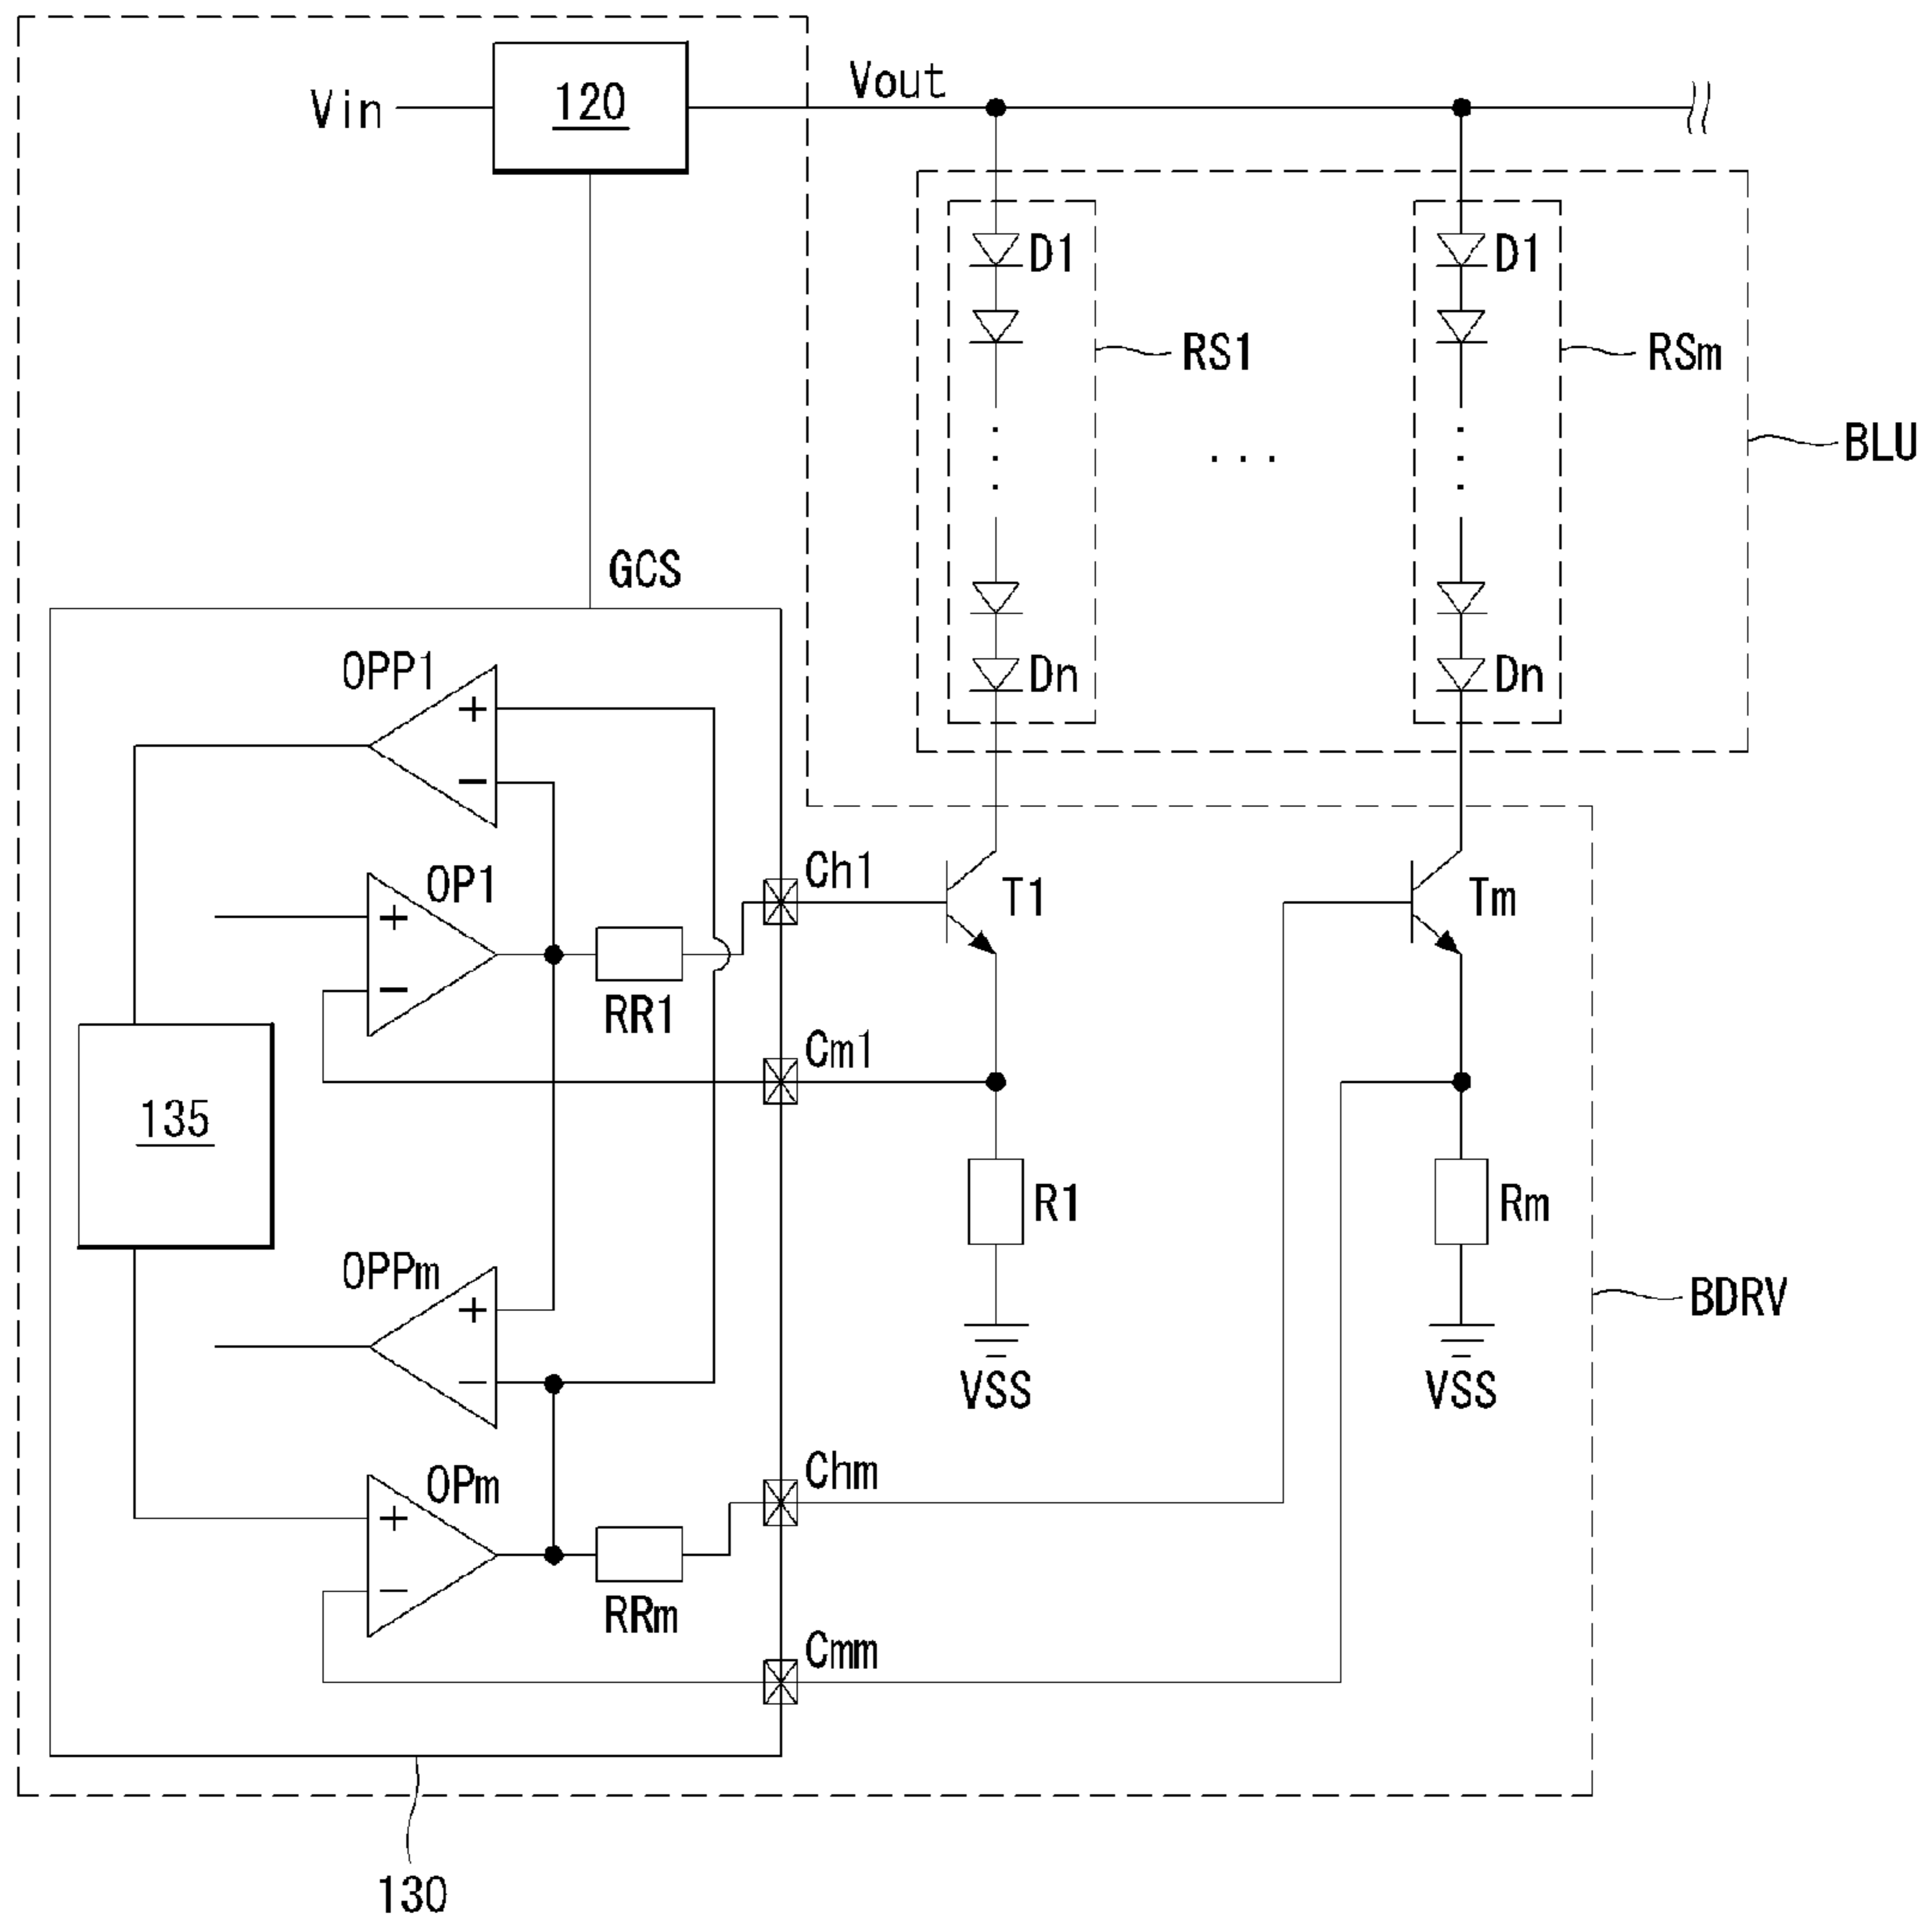 Vin
120
Vout
D1
D1
RS1
RSm
BLU
...
GCS
OPP1
+
−
Dn
Dn
OP1
+
−
RR1
Ch1
T1
Tm
Cm1
135
R1
Rm
OPPm
+
−
BDRV
VSS
VSS
OPm
+
−
Chm
RRm
Cmm
130